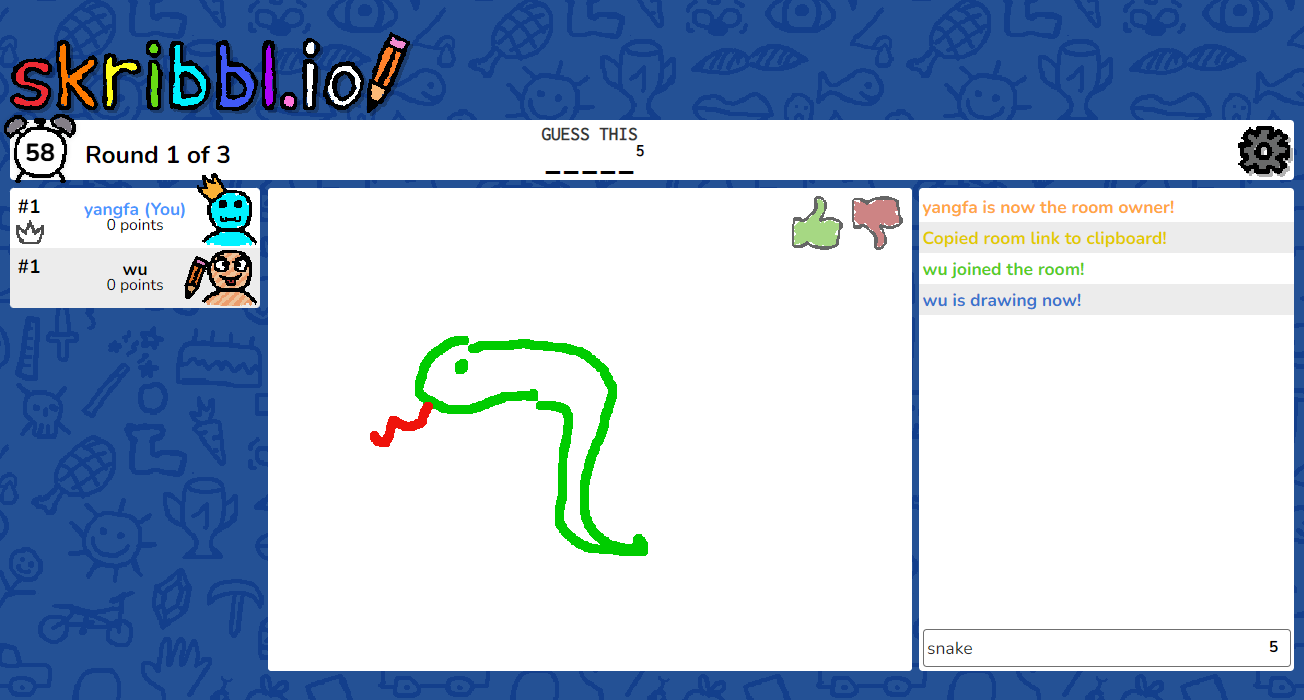 skribbl.io
58
Round 1 of 3
GUESS THIS
5
_____
#1
yangfa (You)
0 points
#1
wu
0 points
yangfa is now the room owner!
Copied room link to clipboard!
wu joined the room!
wu is drawing now!
snake
5